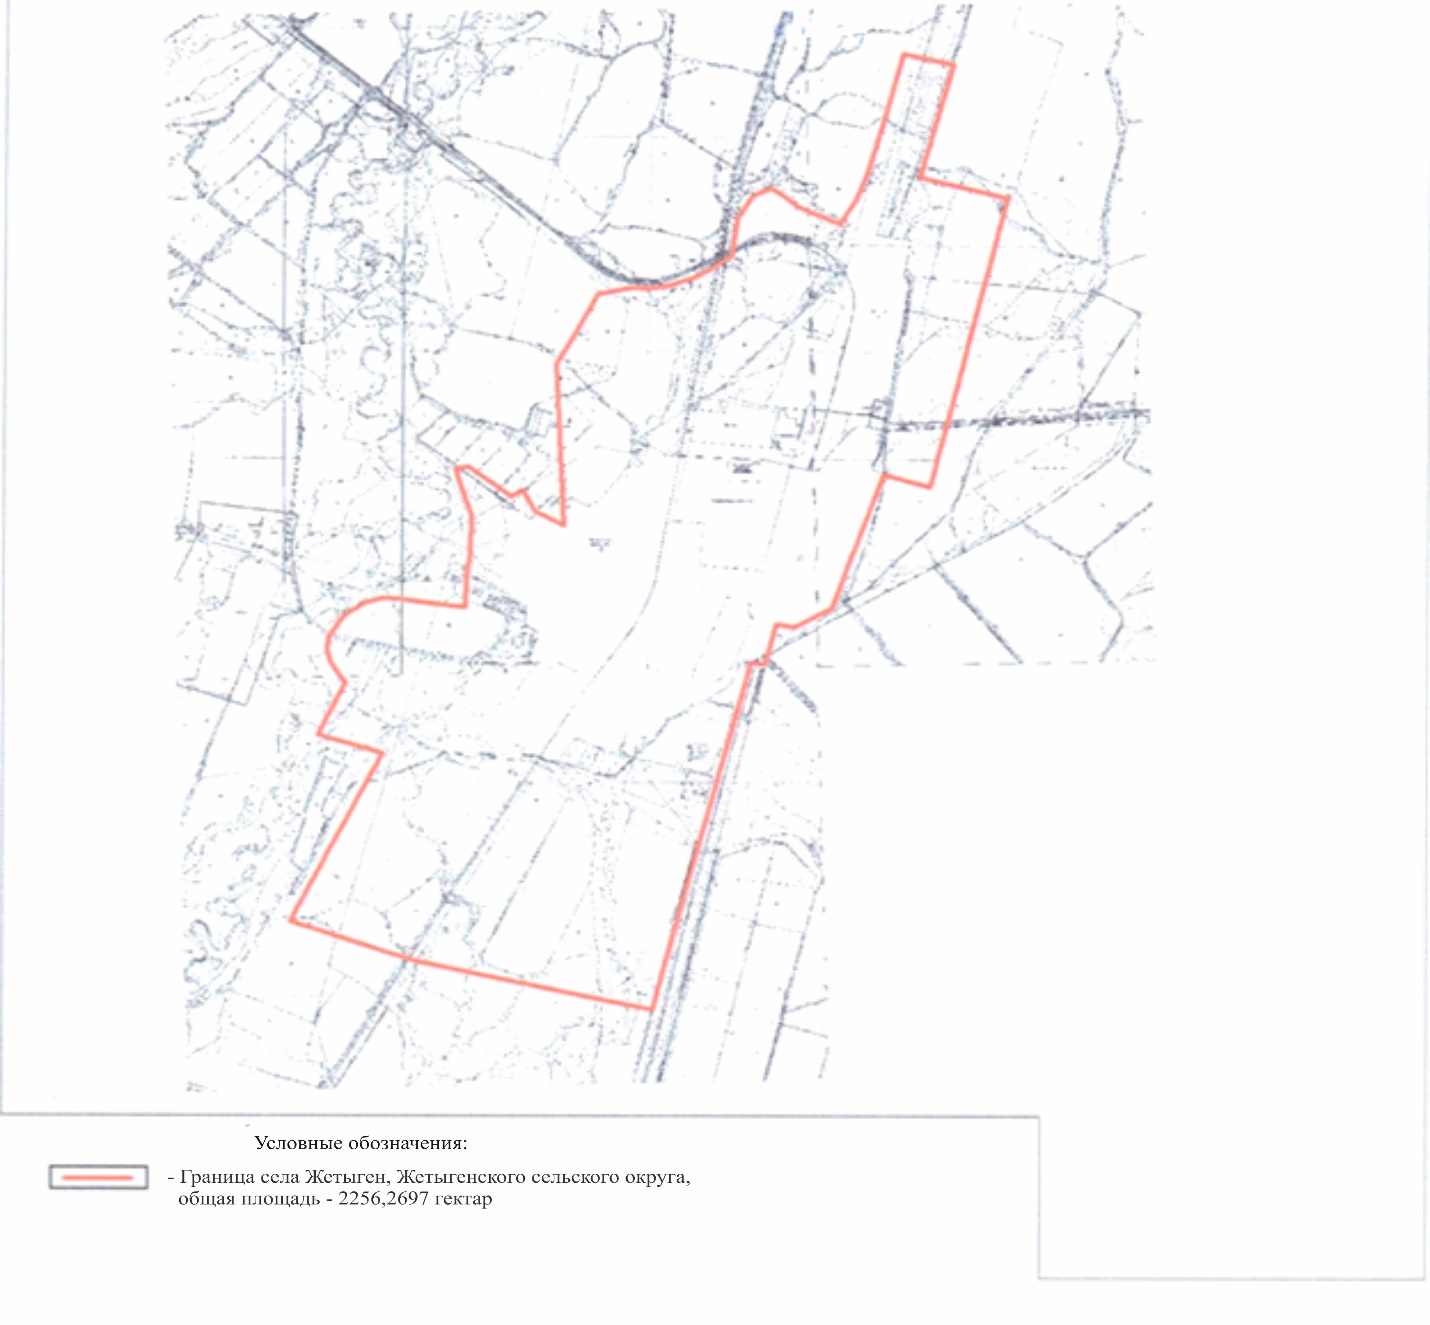 Условные обозначения:
- Граница села Жетыген, Жетыгенского сельского округа,
общая площадь - 2256,2697 гектар